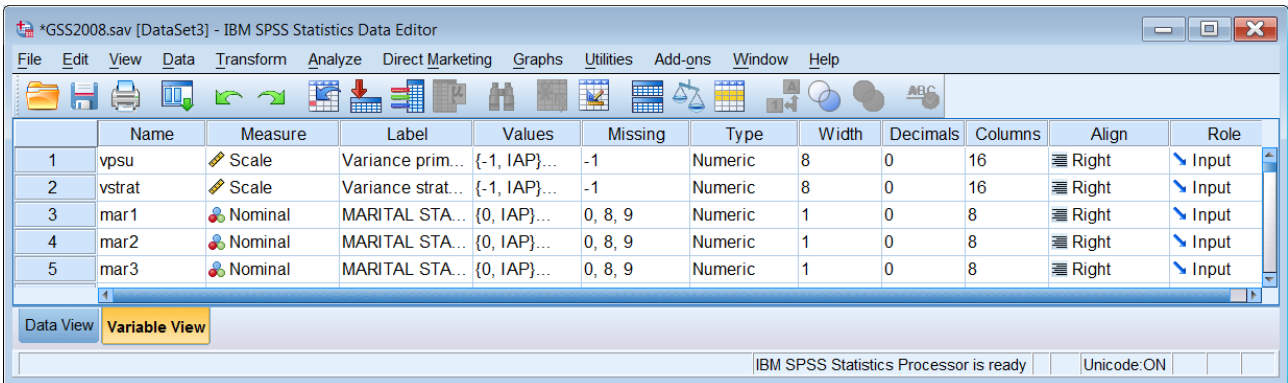 *GSS2008.sav [DataSet3] - IBM SPSS Statistics Data Editor
File Edit View Data Transform Analyze Direct Marketing Graphs Utilities Add-ons Window Help
A 1 4 ABC
Name Measure Label Values Missing Type Width Decimals Columns Align Role
1 vpsu Scale Variance prim... {-1, IAP}... -1 Numeric 8 0 16 Right Input
2 vstrat Scale Variance strat... {-1, IAP}... -1 Numeric 8 0 16 Right Input
3 mar1 Nominal MARITAL STA... {0, IAP}... 0, 8, 9 Numeric 1 0 8 Right Input
4 mar2 Nominal MARITAL STA... {0, IAP}... 0, 8, 9 Numeric 1 0 8 Right Input
5 mar3 Nominal MARITAL STA... {0, IAP}... 0, 8, 9 Numeric 1 0 8 Right Input
Data View Variable View
IBM SPSS Statistics Processor is ready Unicode:ON